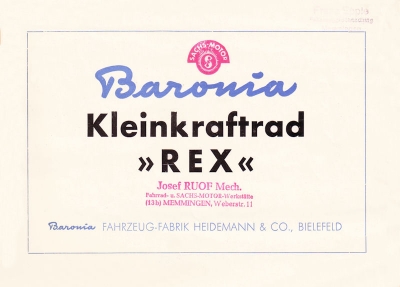 SACHS-MOTOR
Baronia
Kleinkraftrad
»REX«
Josef RUOF Mech.
Fahrrad- u. SACHS-MOTOR-Werkstätte
(13b) MEMMINGEN, Weberstr. 11
Baronia FAHRZEUG-FABRIK HEIDEMANN & CO., BIELEFELD